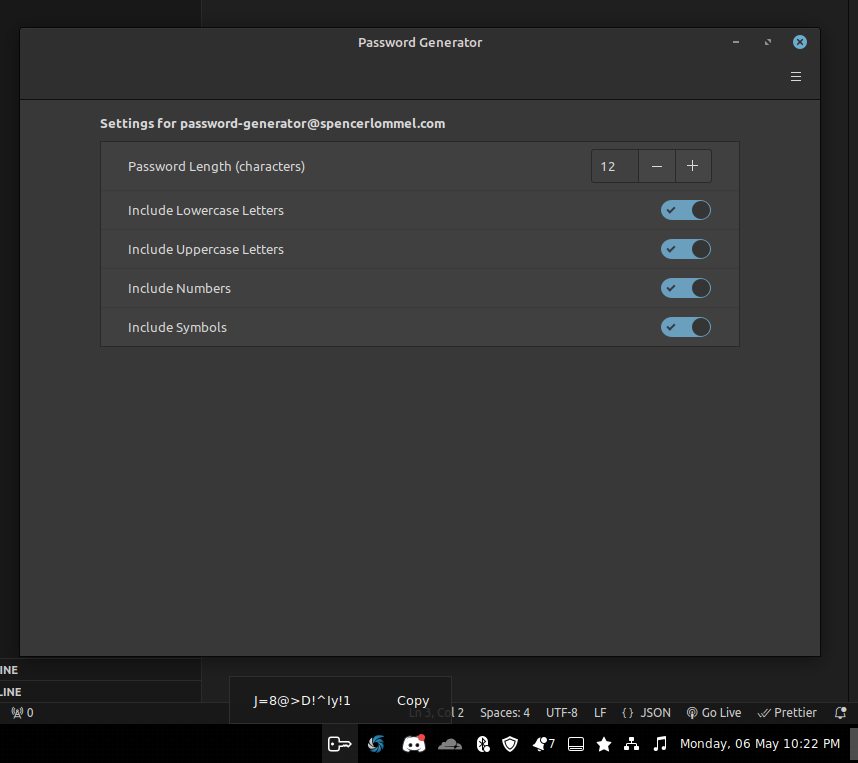 Password Generator
Settings for password-generator@spencerlommel.com
Password Length (characters) 12
Include Lowercase Letters
Include Uppercase Letters
Include Numbers
Include Symbols
INE
LINE
J=8@>D!^Iy!1 Copy
0 Ln 3, Col 2 Spaces: 4 UTF-8 LF {} JSON Go Live Prettier
7 Monday, 06 May 10:22 PM